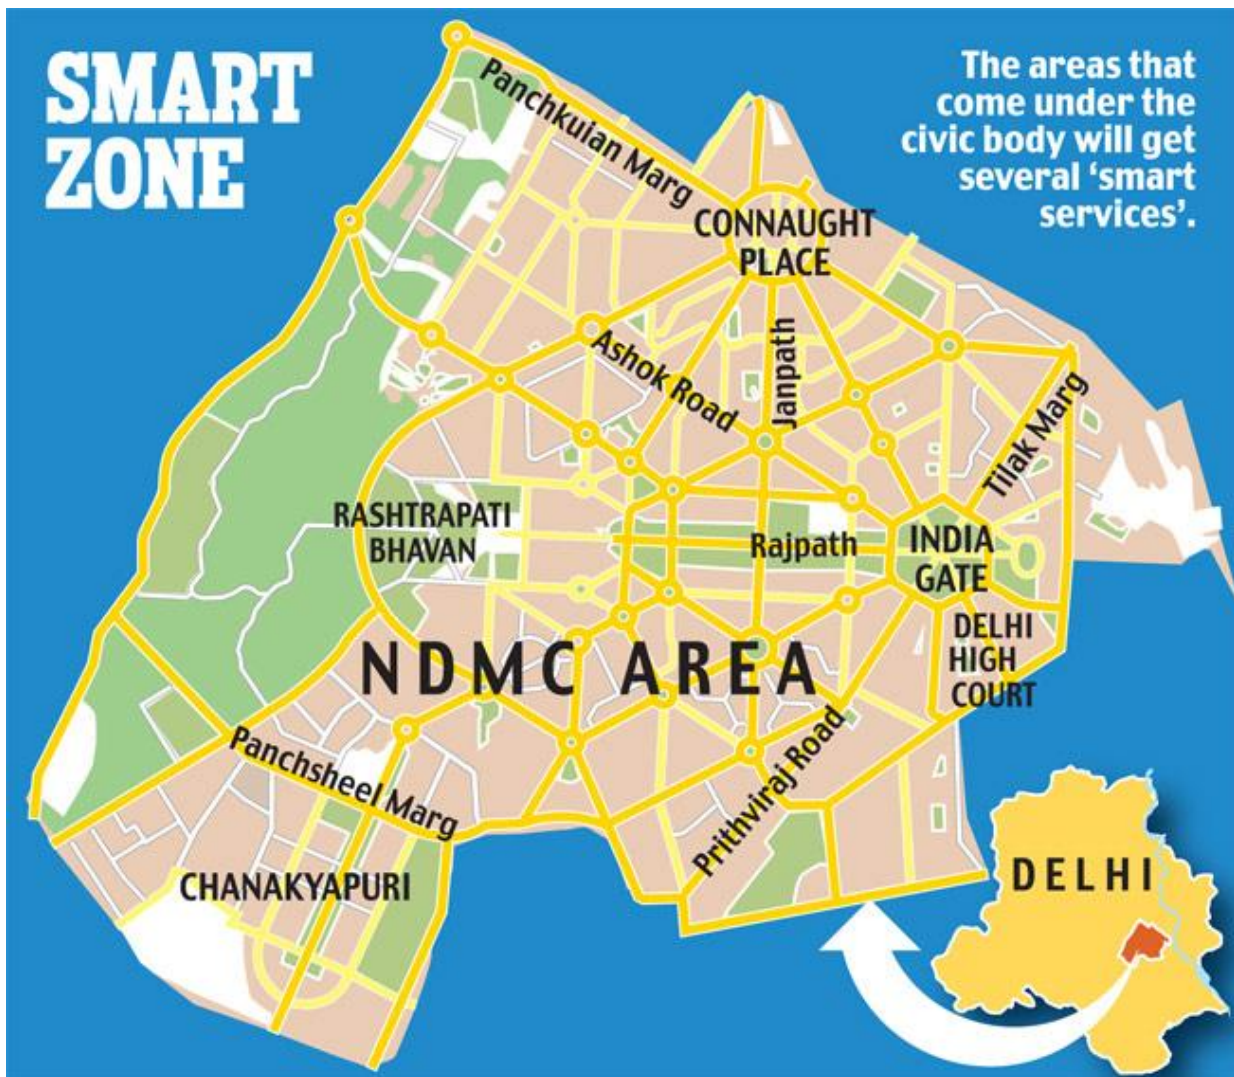 SMART
ZONE
The areas that
come under the
civic body will get
several ‘smart
services’.
Panchkuian Marg
CONNAUGHT
PLACE
Ashok Road
Janpath
Tilak Marg
RASHTRAPATI
BHAVAN
Rajpath
INDIA
GATE
DELHI
HIGH
COURT
NDMC AREA
Panchsheel Marg
Prithviraj Road
CHANAKYAPURI
DELHI